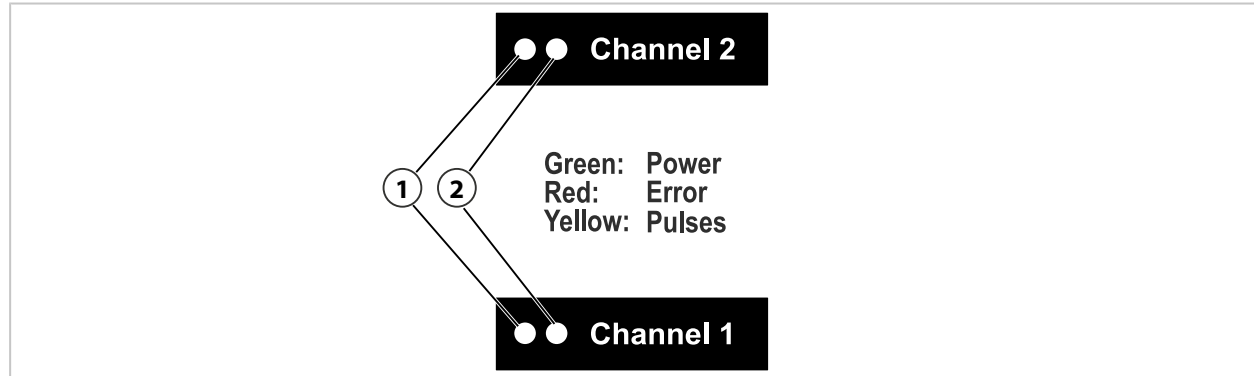 Channel 2
1 2
Green: Power
Red: Error
Yellow: Pulses
Channel 1